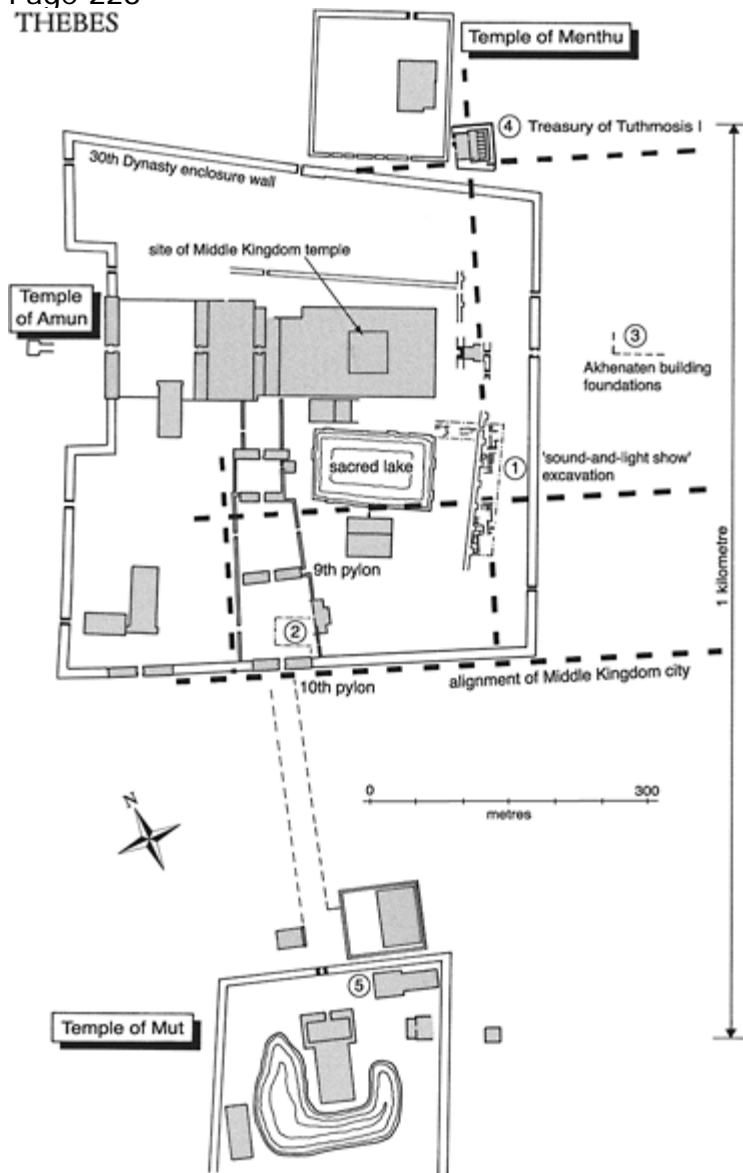 Page 228
THEBES
Temple of Menthu
④ Treasury of Tuthmosis I
30th Dynasty enclosure wall
site of Middle Kingdom temple
Temple
of Amun
③
Akhenaten building
foundations
sacred lake
①
'sound-and-light show'
excavation
9th pylon
②
10th pylon
alignment of Middle Kingdom city
1 kilometre
N
0 300
metres
⑤
Temple of Mut